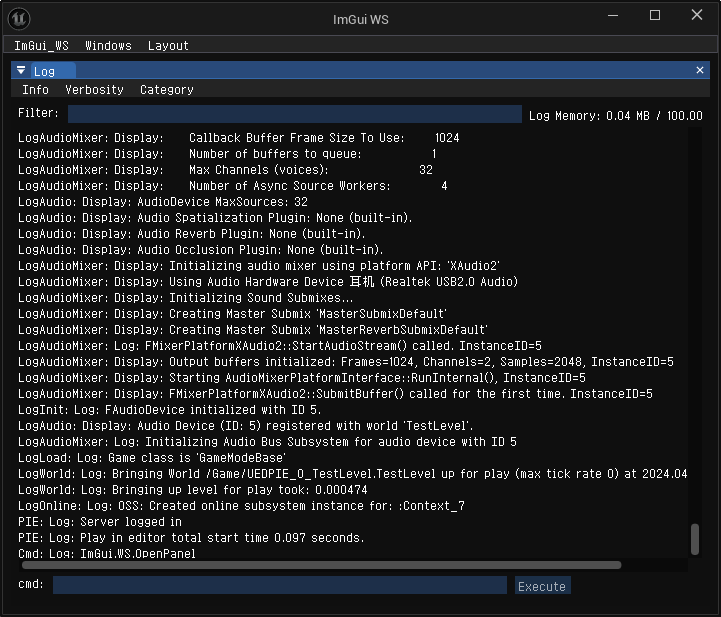 ImGui WS
ImGui_WS Windows Layout
Log
Info Verbosity Category
Filter: Log Memory: 0.04 MB / 100.00
LogAudioMixer: Display: Callback Buffer Frame Size To Use: 1024
LogAudioMixer: Display: Number of buffers to queue: 1
LogAudioMixer: Display: Max Channels (voices): 32
LogAudioMixer: Display: Number of Async Source Workers: 4
LogAudio: Display: AudioDevice MaxSources: 32
LogAudio: Display: Audio Spatialization Plugin: None (built-in).
LogAudio: Display: Audio Reverb Plugin: None (built-in).
LogAudio: Display: Audio Occlusion Plugin: None (built-in).
LogAudioMixer: Display: Initializing audio mixer using platform API: 'XAudio2'
LogAudioMixer: Display: Using Audio Hardware Device 耳机 (Realtek USB2.0 Audio)
LogAudioMixer: Display: Initializing Sound Submixes...
LogAudioMixer: Display: Creating Master Submix 'MasterSubmixDefault'
LogAudioMixer: Display: Creating Master Submix 'MasterReverbSubmixDefault'
LogAudioMixer: Log: FMixerPlatformXAudio2::StartAudioStream() called. InstanceID=5
LogAudioMixer: Display: Output buffers initialized: Frames=1024, Channels=2, Samples=2048, InstanceID=5
LogAudioMixer: Display: Starting AudioMixerPlatformInterface::RunInternal(), InstanceID=5
LogAudioMixer: Display: FMixerPlatformXAudio2::SubmitBuffer() called for the first time. InstanceID=5
LogInit: Log: FAudioDevice initialized with ID 5.
LogAudio: Display: Audio Device (ID: 5) registered with world 'TestLevel'.
LogAudioMixer: Log: Initializing Audio Bus Subsystem for audio device with ID 5
LogLoad: Log: Game class is 'GameModeBase'
LogWorld: Log: Bringing World /Game/UEDPIE_0_TestLevel.TestLevel up for play (max tick rate 0) at 2024.04
LogWorld: Log: Bringing up level for play took: 0.000474
LogOnline: Log: OSS: Created online subsystem instance for: :Context_7
PIE: Log: Server logged in
PIE: Log: Play in editor total start time 0.097 seconds.
Cmd: Log: ImGui.WS.OpenPanel
cmd: Execute